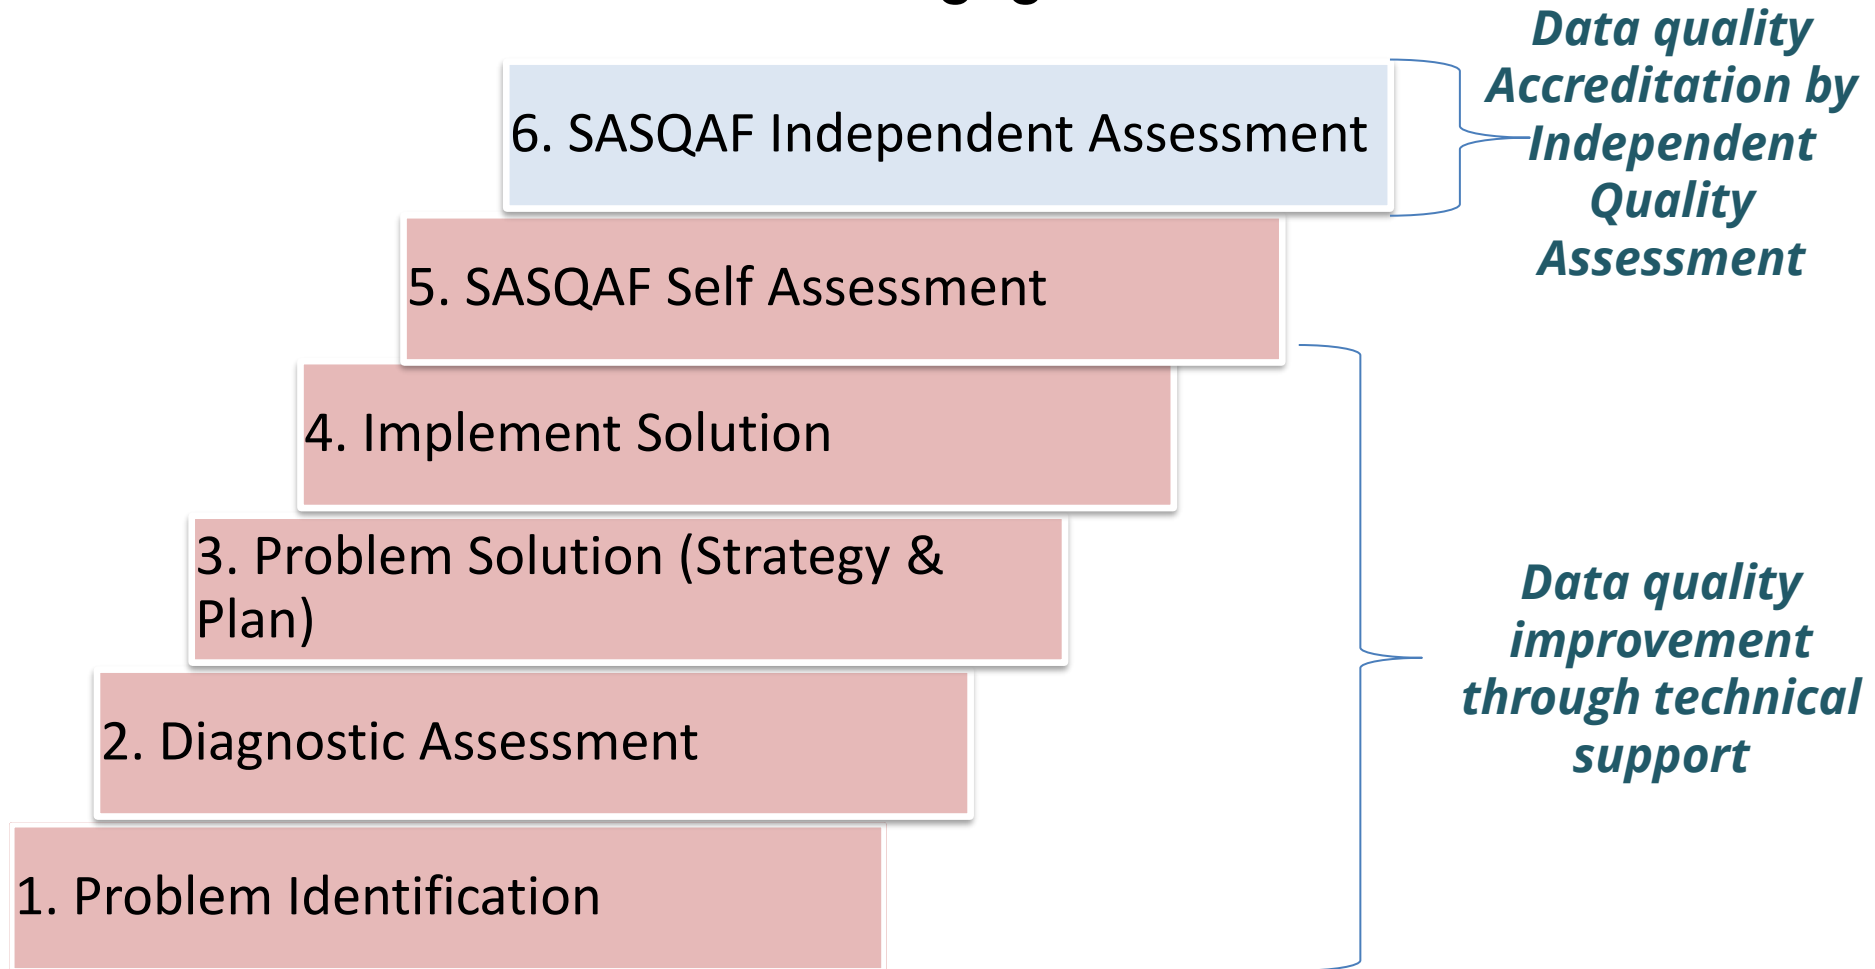 Data quality
Accreditation by
Independent
Quality
Assessment
6. SASQAF Independent Assessment
5. SASQAF Self Assessment
4. Implement Solution
3. Problem Solution (Strategy &
Plan)
2. Diagnostic Assessment
1. Problem Identification
Data quality
improvement
through technical
support